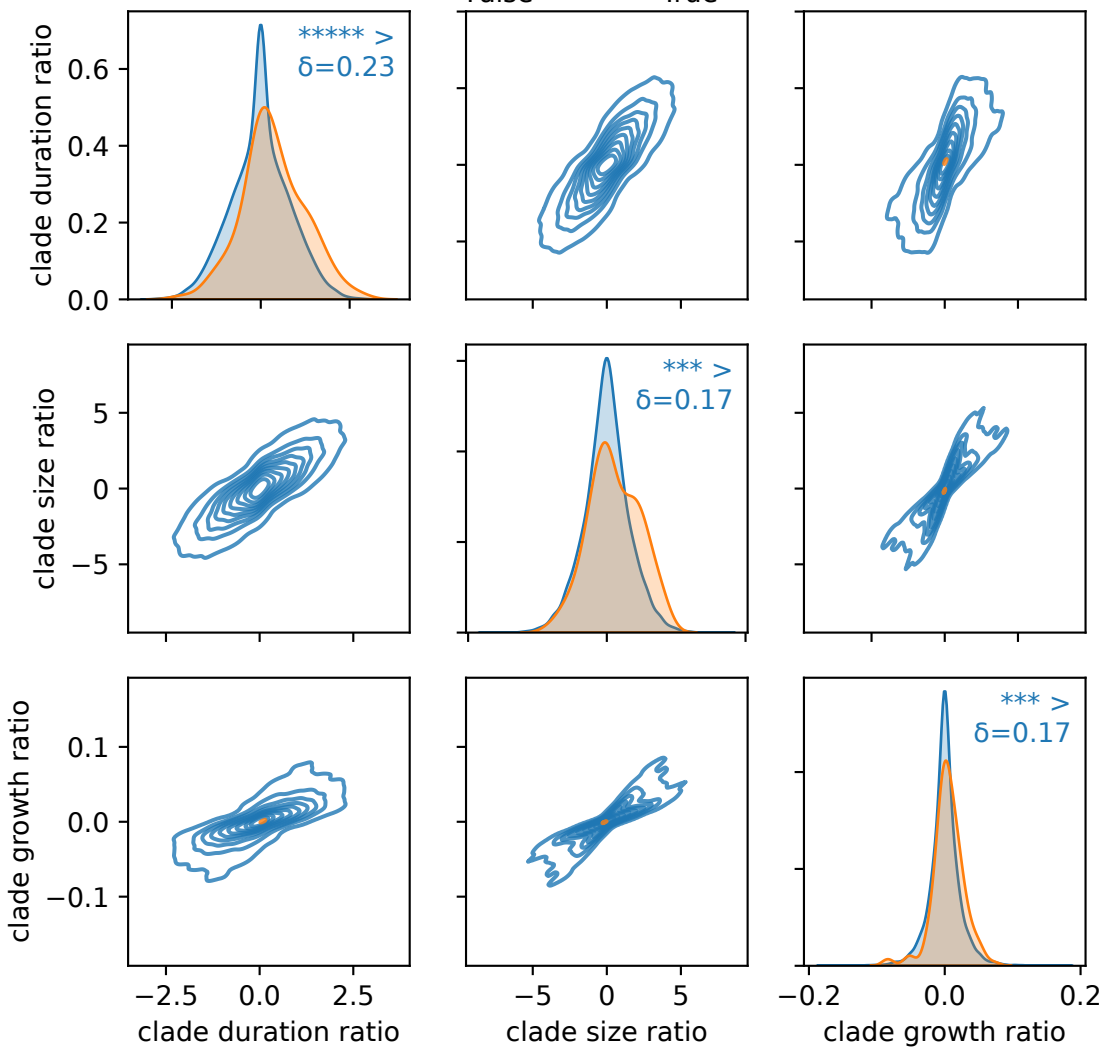 ***** >
δ=0.23
clade duration ratio
0.6
0.4
0.2
0.0
*** >
δ=0.17
clade size ratio
5
0
−5
*** >
δ=0.17
clade growth ratio
0.1
0.0
−0.1
−2.5 0.0 2.5 −5 0 5 −0.2 0.0 0.2
clade duration ratio clade size ratio clade growth ratio